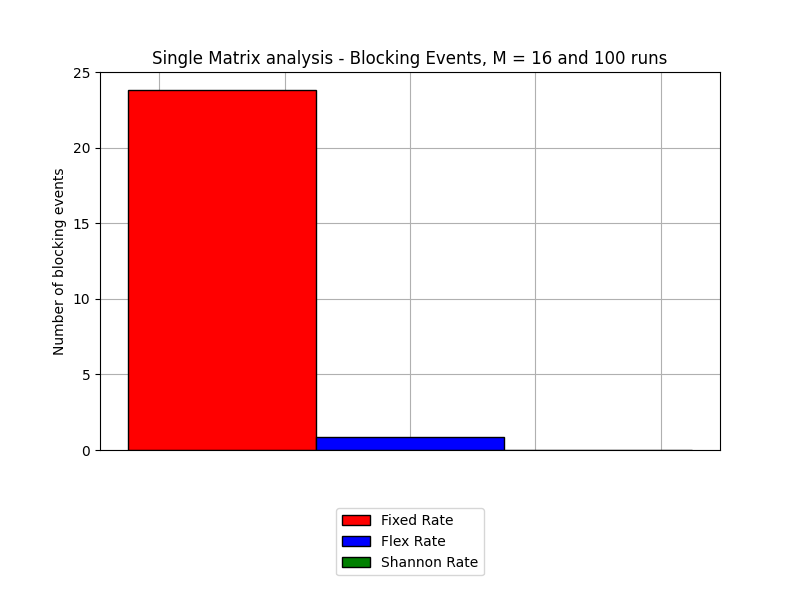 Single Matrix analysis - Blocking Events, M = 16 and 100 runs
Number of blocking events
25
20
15
10
5
0
Fixed Rate
Flex Rate
Shannon Rate